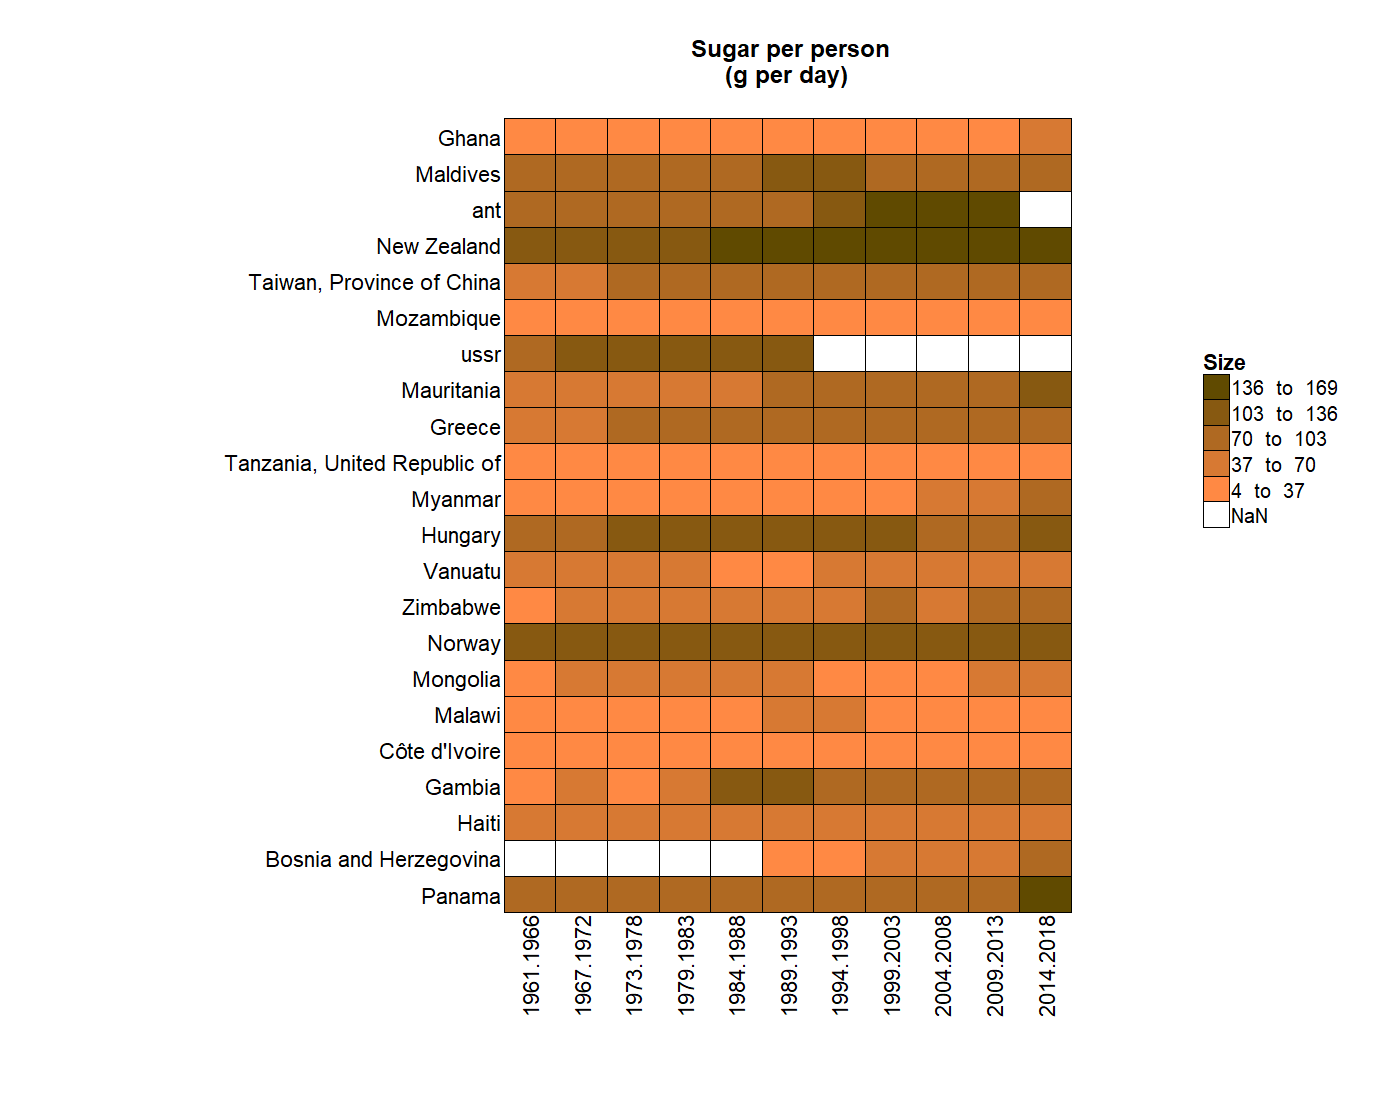 Sugar per person
(g per day)
Ghana
Maldives
ant
New Zealand
Taiwan, Province of China
Mozambique
ussr
Mauritania
Greece
Tanzania, United Republic of
Myanmar
Hungary
Vanuatu
Zimbabwe
Norway
Mongolia
Malawi
Côte d'Ivoire
Gambia
Haiti
Bosnia and Herzegovina
Panama
1961.1966
1967.1972
1973.1978
1979.1983
1984.1988
1989.1993
1994.1998
1999.2003
2004.2008
2009.2013
2014.2018
Size
136 to 169
103 to 136
70 to 103
37 to 70
4 to 37
NaN